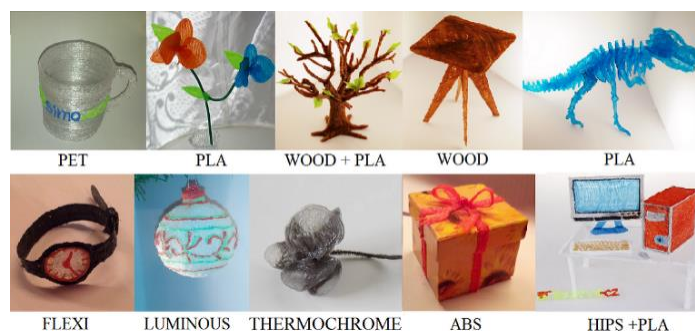 PET
PLA
WOOD + PLA
WOOD
PLA
FLEXI
LUMINOUS
THERMOCHROME
ABS
HIPS +PLA